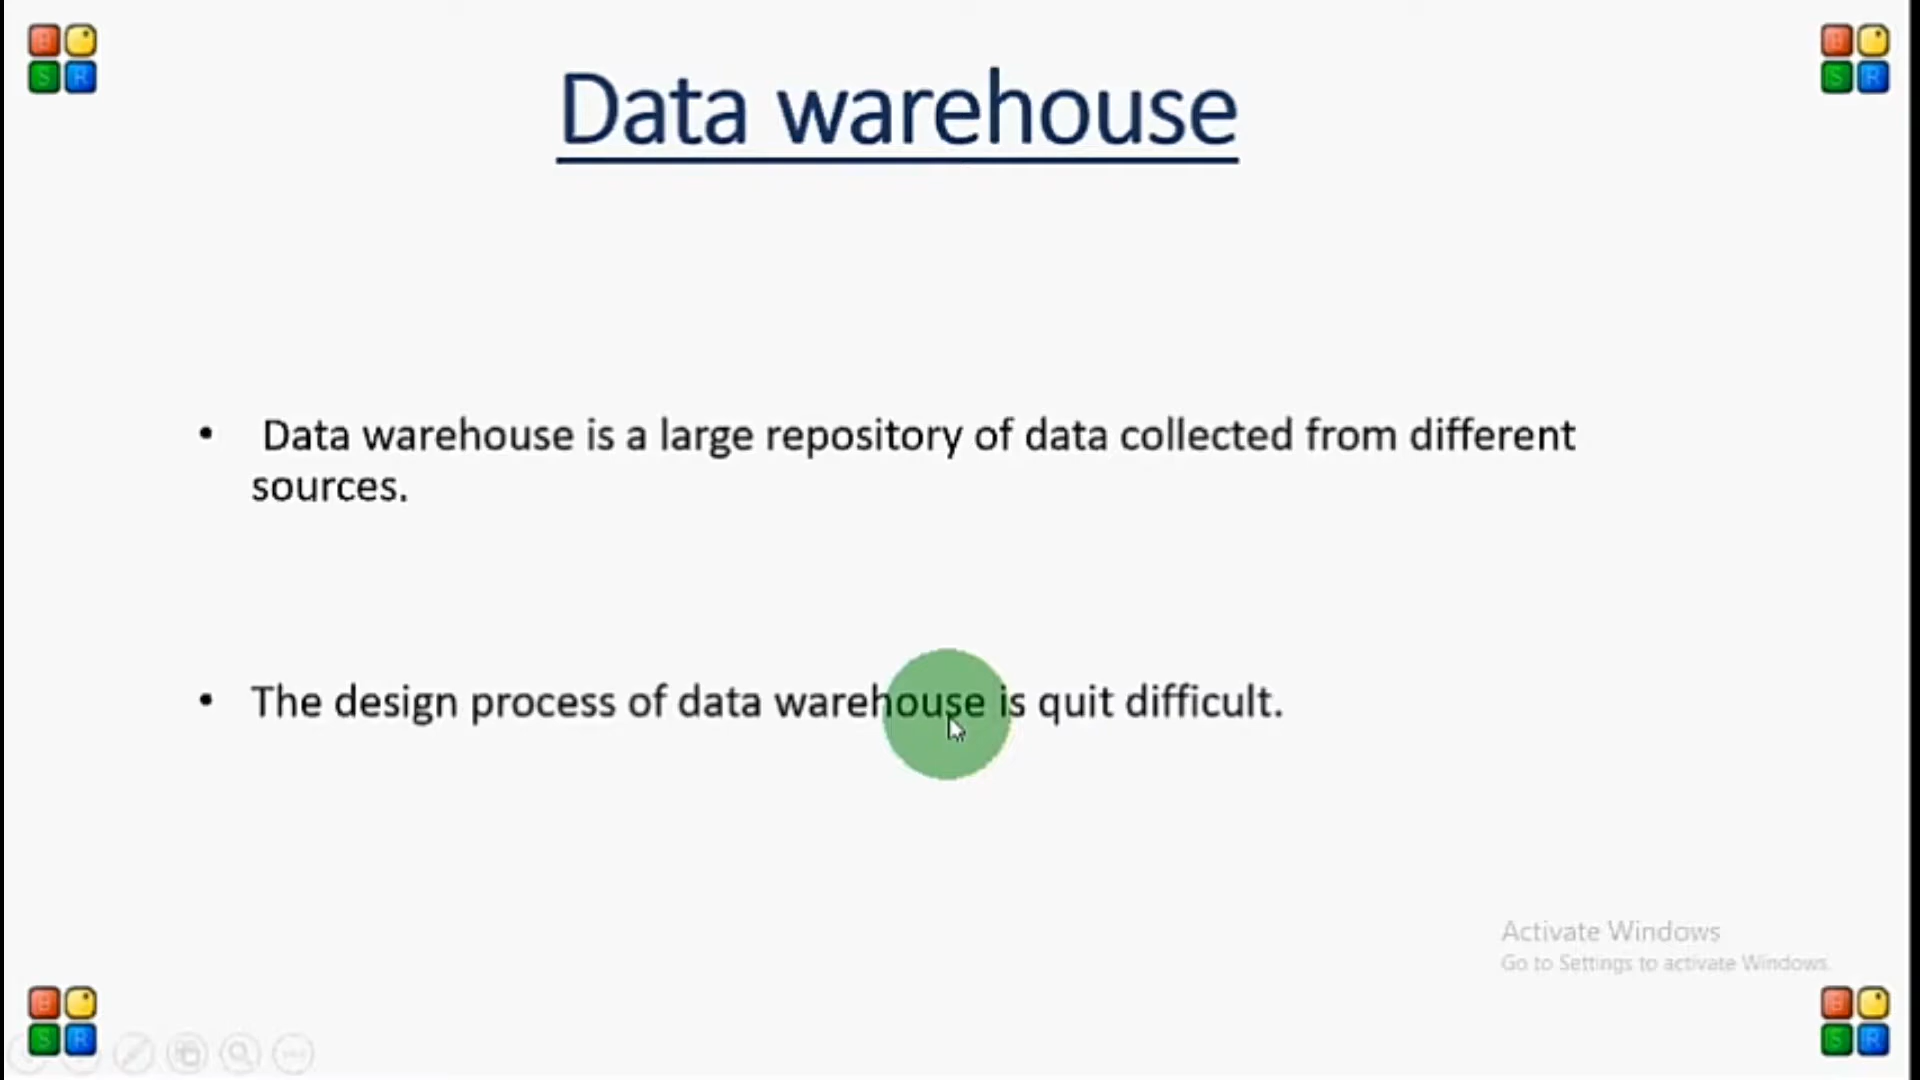 Data warehouse
• Data warehouse is a large repository of data collected from different
sources.
• The design process of data warehouse is quit difficult.
Activate Windows
Go to Settings to activate Windows.